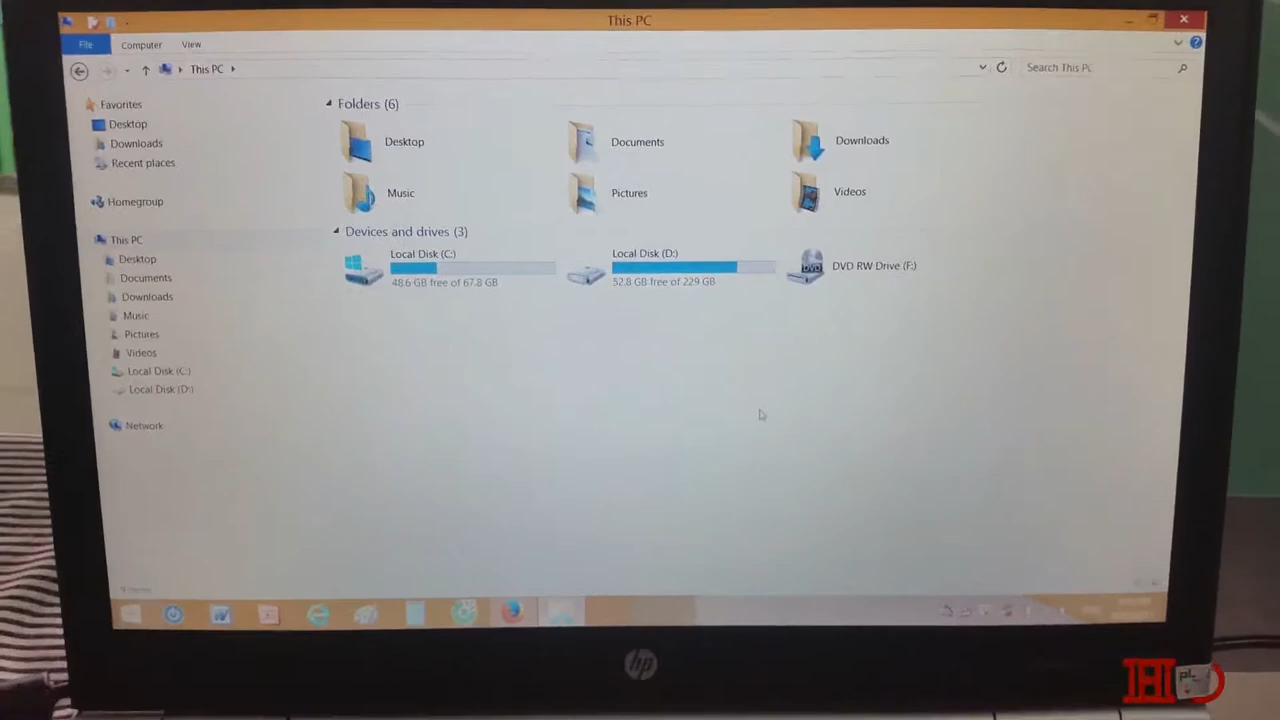 This PC
File Computer View
This PC
Search This PC
Favorites
Desktop
Downloads
Recent places
Homegroup
This PC
Desktop
Documents
Downloads
Music
Pictures
Videos
Local Disk (C:)
Local Disk (D:)
Network
Folders (6)
Desktop Documents Downloads
Music Pictures Videos
Devices and drives (3)
Local Disk (C:) Local Disk (D:) DVD RW Drive (F:)
48.6 GB free of 67.8 GB 52.8 GB free of 229 GB
DVD
hp